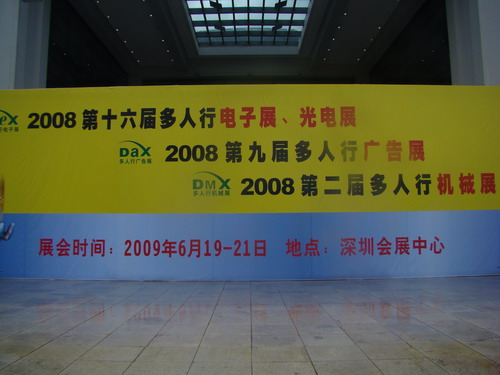 2008 第十六届多人行电子展、光电展
DaX
多人行广告展
2008 第九届多人行广告展
DMX
多人行机械展
2008 第二届多人行机械展
展会时间：2009年6月19-21日 地点：深圳会展中心